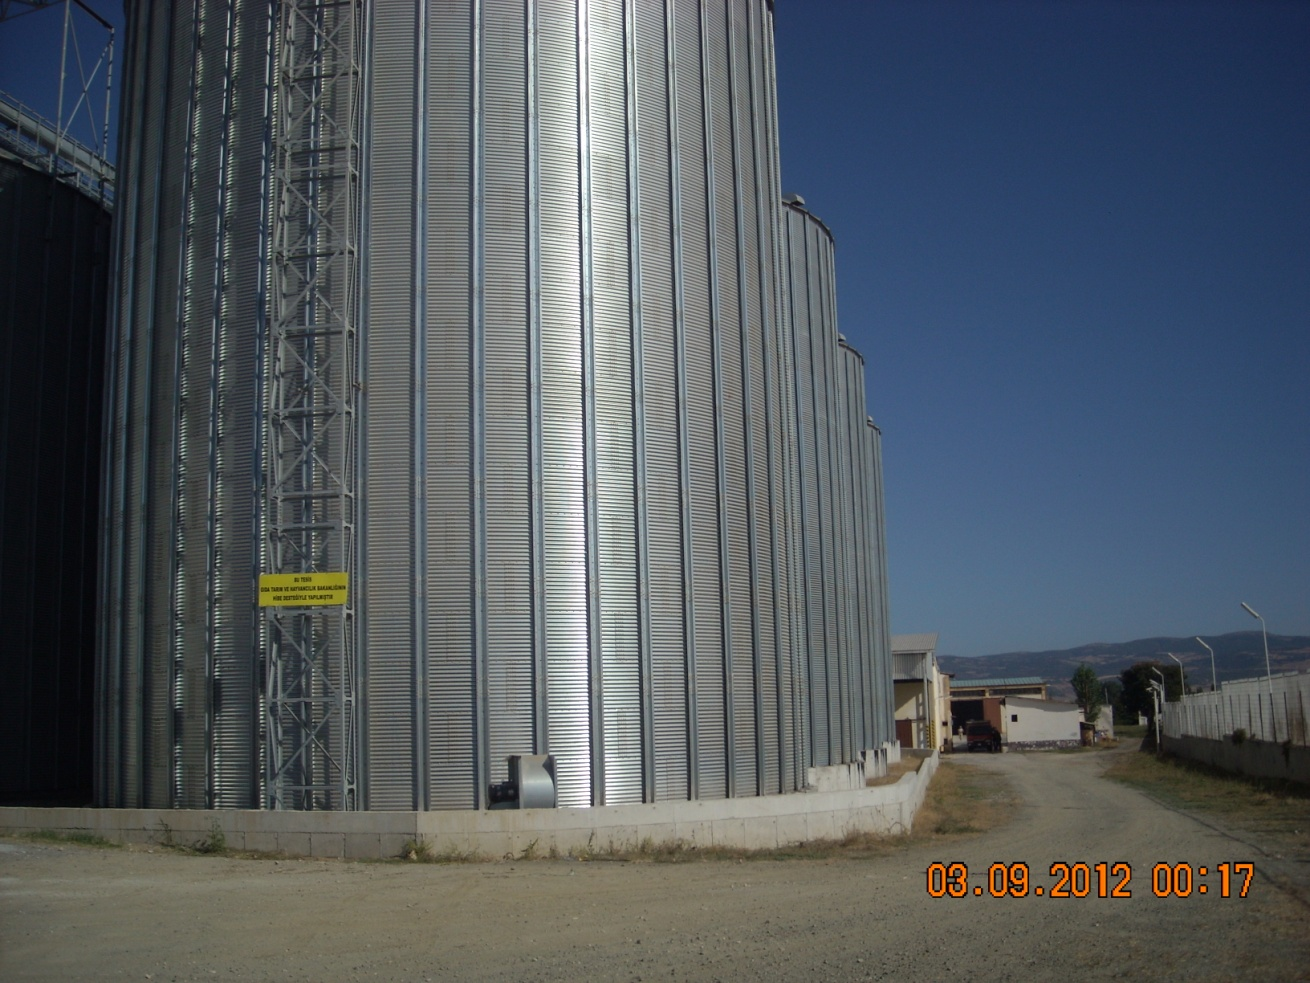 BU TESİS
GIDA TARIM VE HAYVANCILIK BAKANLIĞININ
HİBE DESTEĞİYLE YAPILMIŞTIR
03.09.2012 00:17